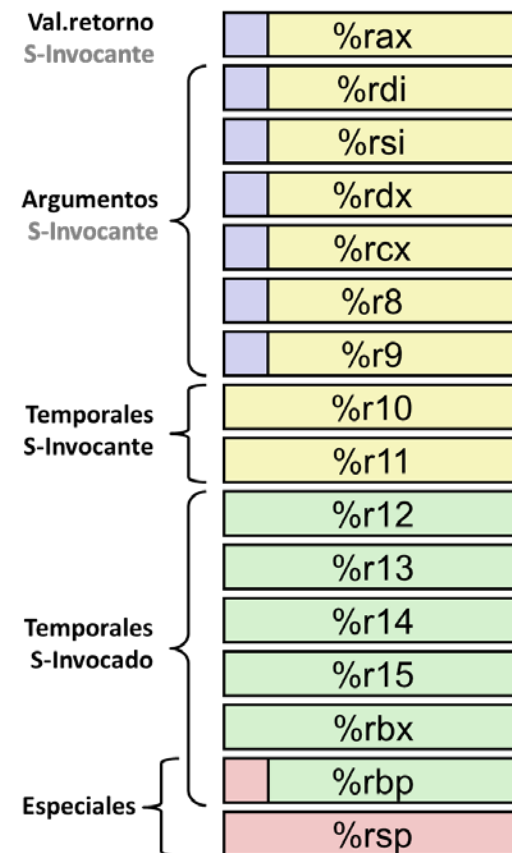 Val.retorno
S-Invocante
%rax
%rdi
%rsi
%rdx
Argumentos
S-Invocante
%rcx
%r8
%r9
Temporales
S-Invocante
%r10
%r11
%r12
%r13
%r14
Temporales
S-Invocado
%r15
%rbx
%rbp
Especiales
%rsp